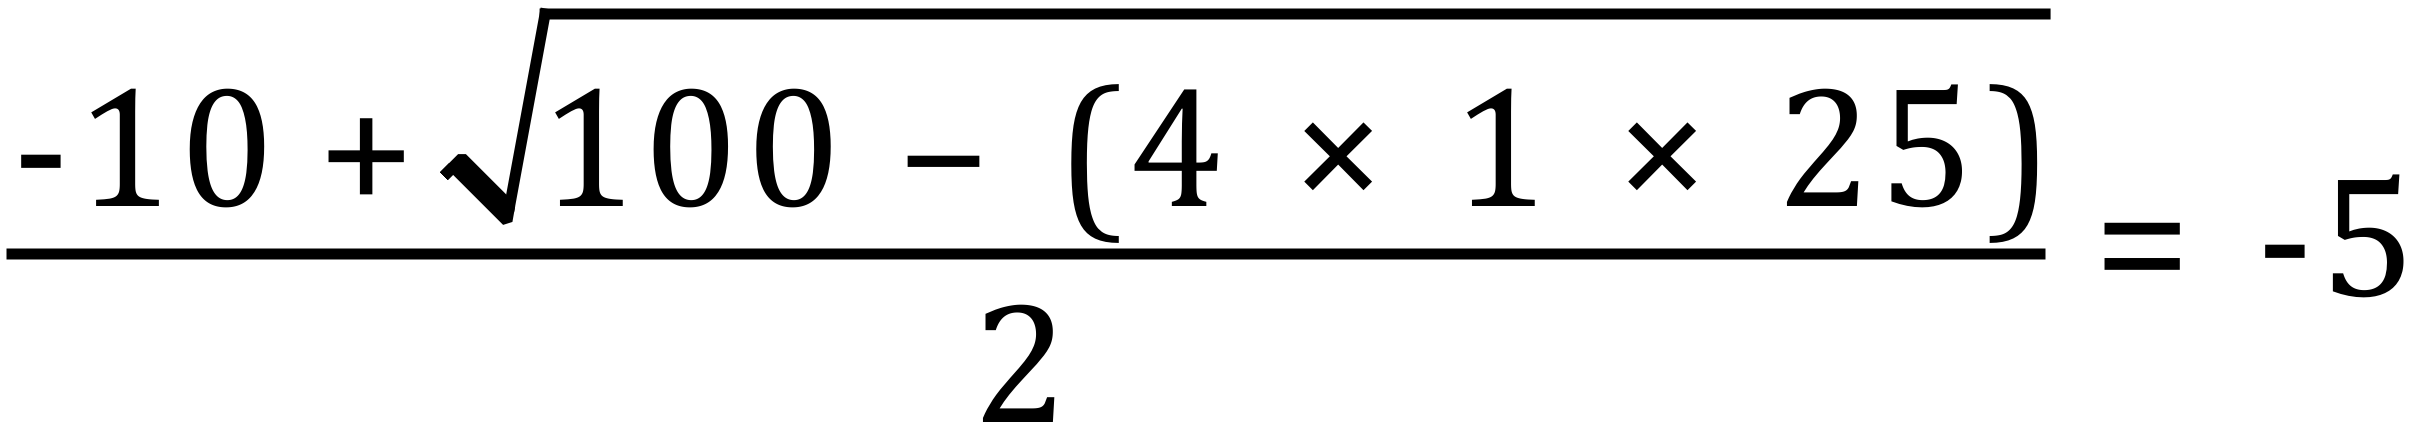 -10 + √100 − (4 × 1 × 25)
= -5
2